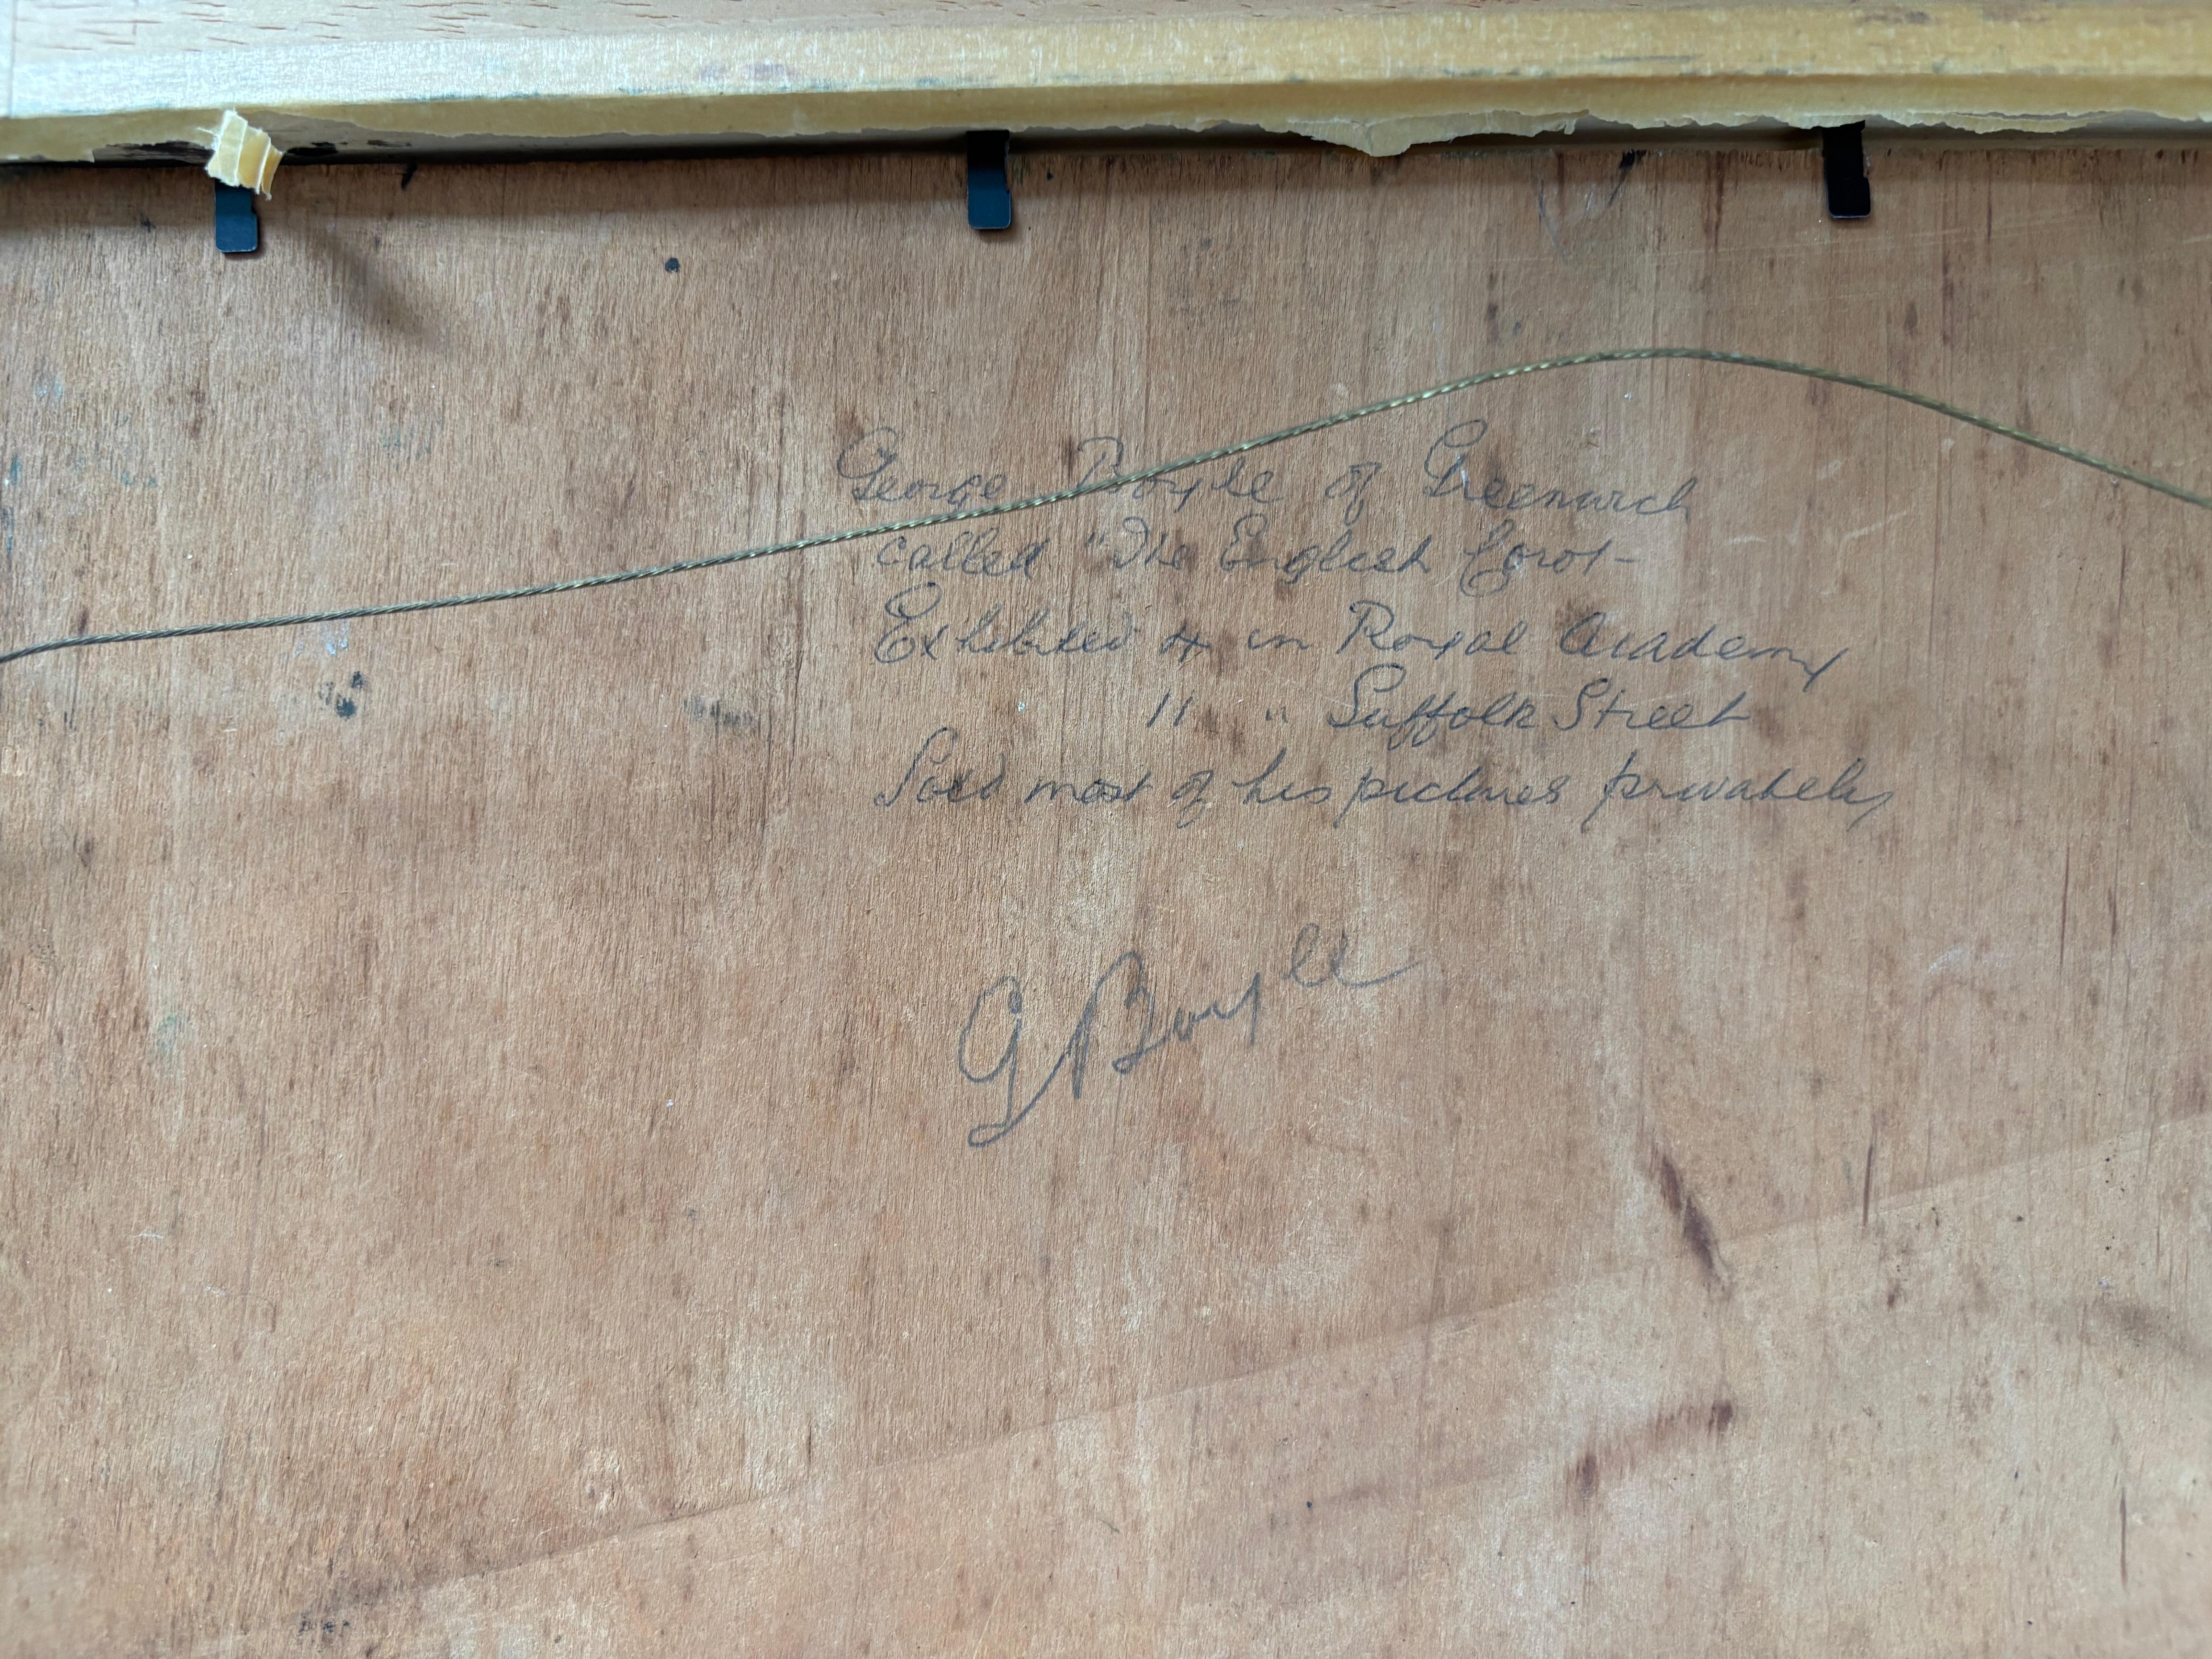 George Boyle of Greenwich
called "The English Corot-
Exhibited 4 in Royal Academy
11 " Suffolk Street
Sold most of his pictures privately
G Boyle